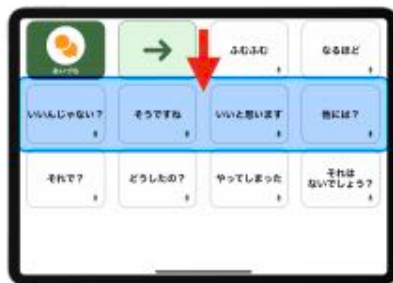 あいづち
ふむふむ
なるほど
いいんじゃない？
そうですね
いいと思います
他には？
それで？
どうしたの？
やってしまった
それは
ないでしょう？